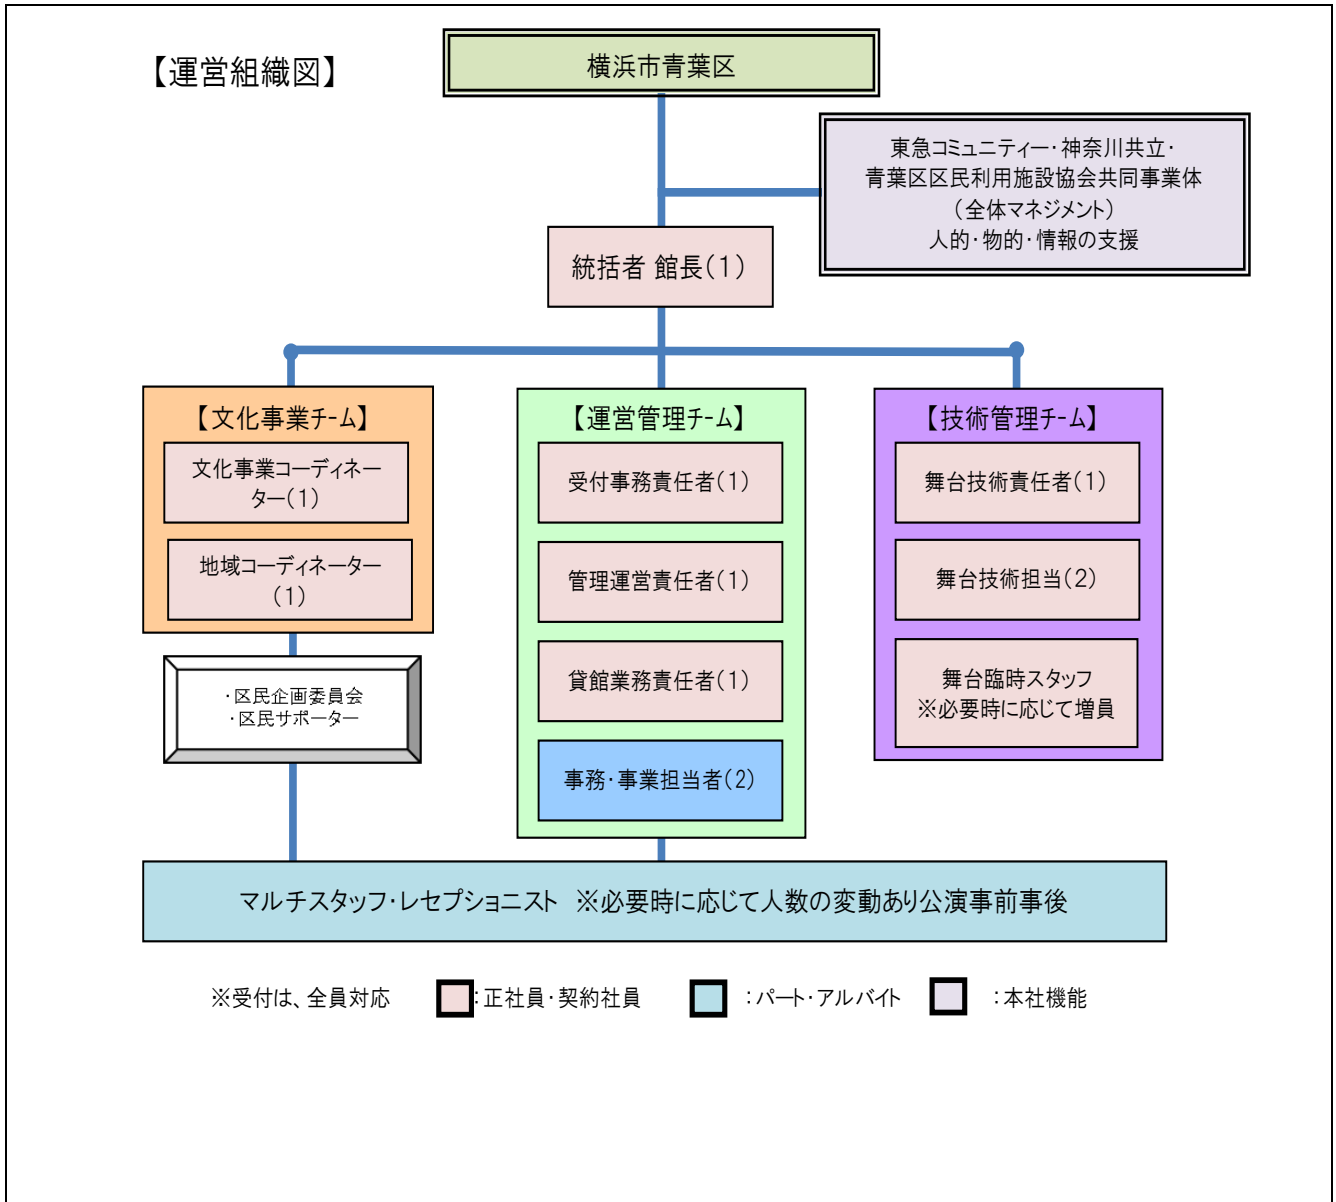 【運営組織図】
横浜市青葉区
東急コミュニティー・神奈川共立・
青葉区区民利用施設協会共同事業体
（全体マネジメント）
人的・物的・情報の支援
統括者 館長(1)
【文化事業チーム】
文化事業コーディネー
ター(1)
地域コーディネーター
(1)
・区民企画委員会
・区民サポーター
【運営管理チーム】
受付事務責任者(1)
管理運営責任者(1)
貸館業務責任者(1)
事務・事業担当者(2)
【技術管理チーム】
舞台技術責任者(1)
舞台技術担当(2)
舞台臨時スタッフ
※必要時に応じて増員
マルチスタッフ・レセプショニスト ※必要時に応じて人数の変動あり公演事前事後
※受付は、全員対応 :正社員・契約社員 :パート・アルバイト :本社機能